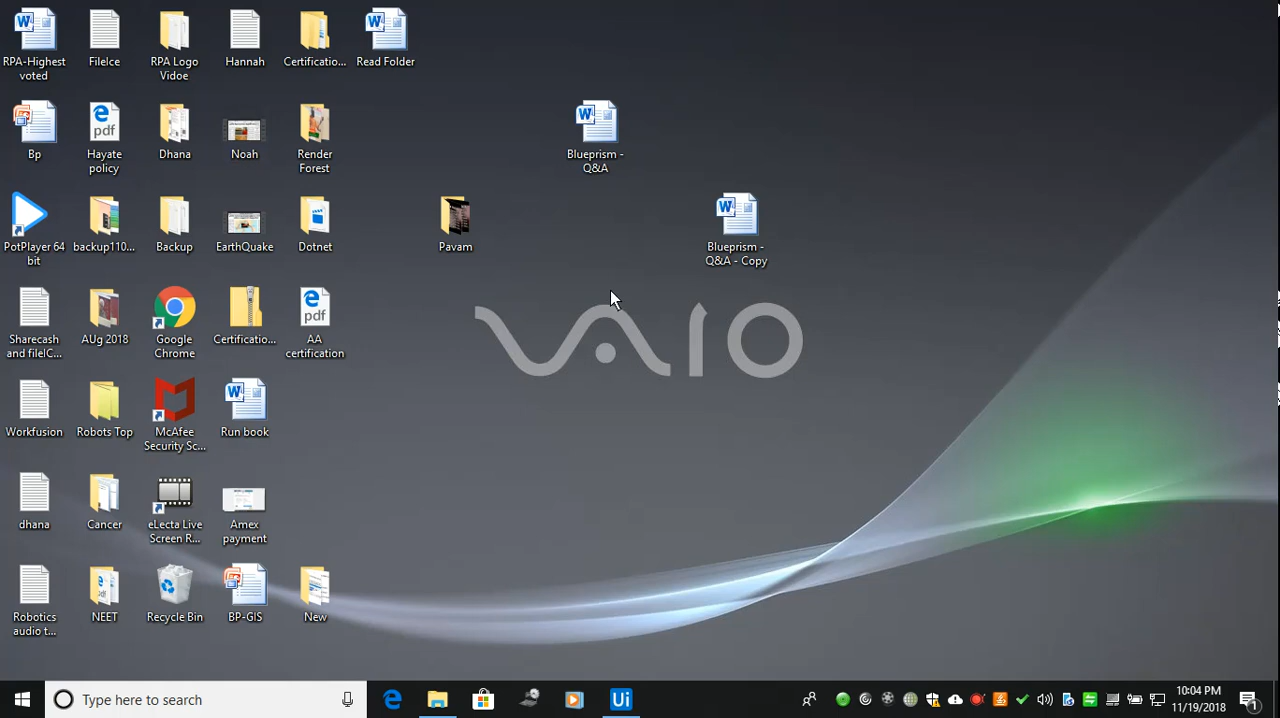 RPA-Highest
voted
FileIce
RPA Logo
Vidoe
Hannah
Certificatio...
Read Folder
Bp
Hayate
policy
Dhana
Noah
Render
Forest
Blueprism -
Q&A
PotPlayer 64
bit
backup110...
Backup
EarthQuake
Dotnet
Pavam
Blueprism -
Q&A - Copy
Sharecash
and fileIC...
AUg 2018
Google
Chrome
Certificatio...
AA
certification
VAIO
Workfusion
Robots Top
McAfee
Security Sc...
Run book
dhana
Cancer
eLecta Live
Screen R...
Amex
payment
Robotics
audio t...
NEET
Recycle Bin
BP-GIS
New
Type here to search
Ui
10:04 PM
11/19/2018
1